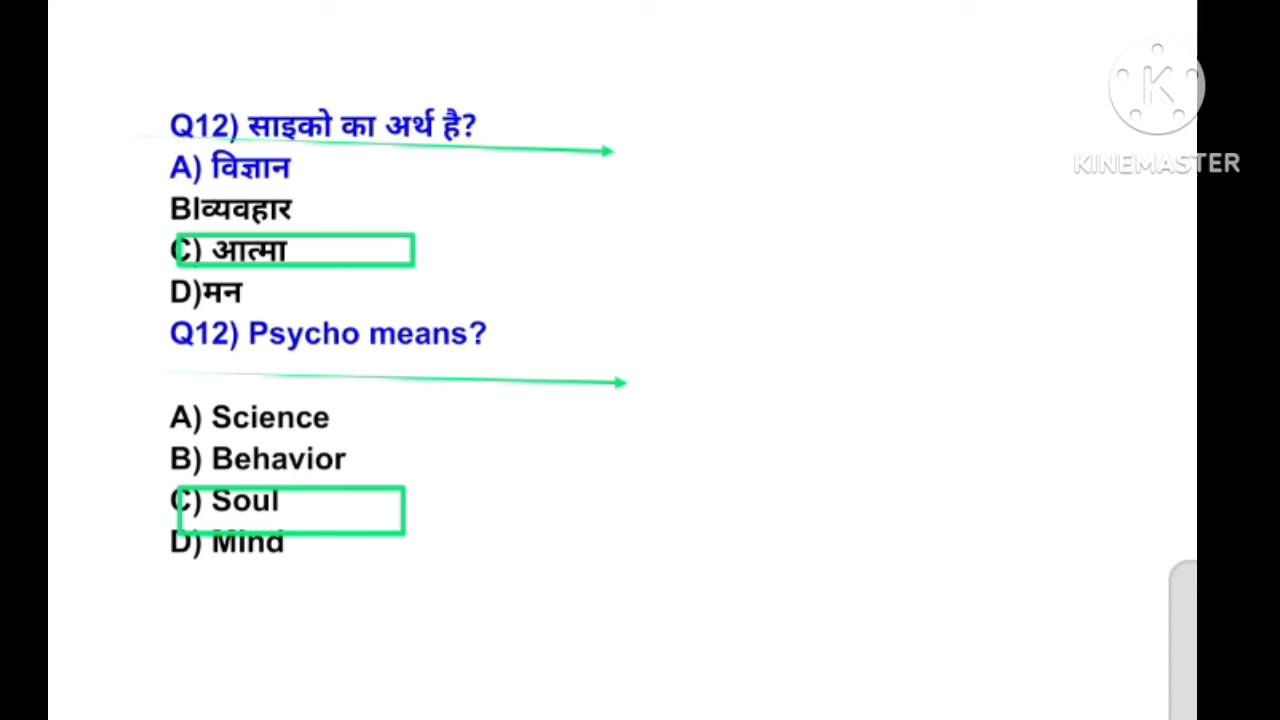 Q12) साइको का अर्थ है?
A) विज्ञान
B।व्यवहार
C) आत्मा
D)मन
Q12) Psycho means?
A) Science
B) Behavior
C) Soul
D) Mind
KINEMASTER